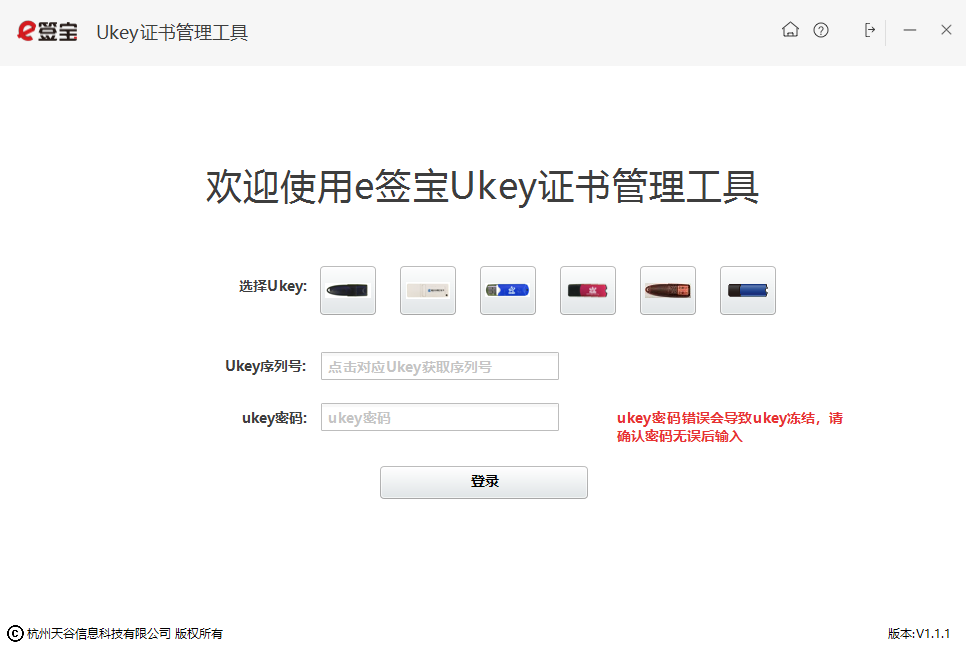 e签宝 Ukey证书管理工具
欢迎使用e签宝Ukey证书管理工具
选择Ukey:
Ukey序列号: 点击对应Ukey获取序列号
ukey密码: ukey密码
ukey密码错误会导致ukey冻结，请
确认密码无误后输入
登录
© 杭州天谷信息科技有限公司 版权所有 版本:V1.1.1